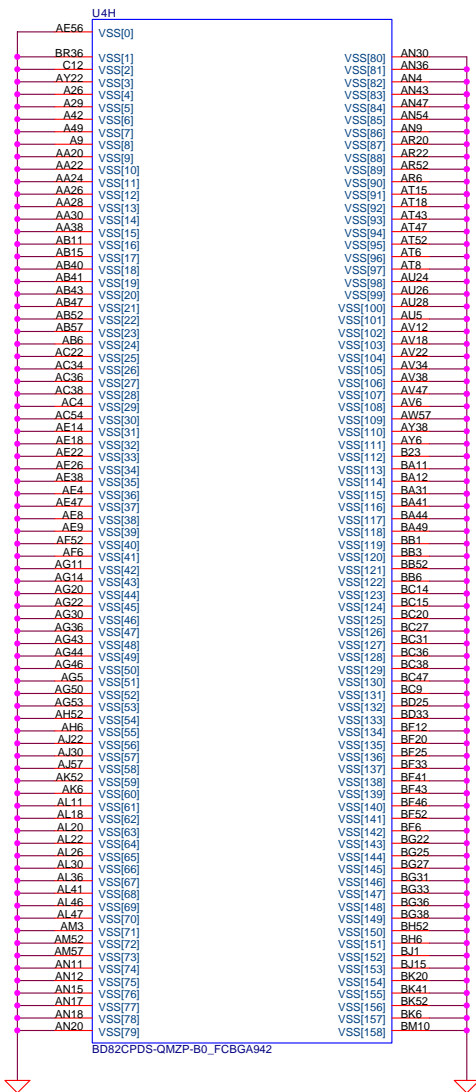 U4H
AE56 VSS[0]
BR36 VSS[1]
C12 VSS[2]
AY22 VSS[3]
A26 VSS[4]
A29 VSS[5]
A42 VSS[6]
A49 VSS[7]
A9 VSS[8]
AA20 VSS[9]
AA22 VSS[10]
AA24 VSS[11]
AA26 VSS[12]
AA28 VSS[13]
AA30 VSS[14]
AA38 VSS[15]
AB11 VSS[16]
AB15 VSS[17]
AB40 VSS[18]
AB41 VSS[19]
AB43 VSS[20]
AB47 VSS[21]
AB52 VSS[22]
AB57 VSS[23]
AB6 VSS[24]
AC22 VSS[25]
AC34 VSS[26]
AC36 VSS[27]
AC38 VSS[28]
AC4 VSS[29]
AC54 VSS[30]
AE14 VSS[31]
AE18 VSS[32]
AE22 VSS[33]
AE26 VSS[34]
AE38 VSS[35]
AE4 VSS[36]
AE47 VSS[37]
AE8 VSS[38]
AE9 VSS[39]
AF52 VSS[40]
AF6 VSS[41]
AG11 VSS[42]
AG14 VSS[43]
AG20 VSS[44]
AG22 VSS[45]
AG30 VSS[46]
AG36 VSS[47]
AG43 VSS[48]
AG44 VSS[49]
AG46 VSS[50]
AG5 VSS[51]
AG50 VSS[52]
AG53 VSS[53]
AH52 VSS[54]
AH6 VSS[55]
AJ22 VSS[56]
AJ30 VSS[57]
AJ57 VSS[58]
AK52 VSS[59]
AK6 VSS[60]
AL11 VSS[61]
AL18 VSS[62]
AL20 VSS[63]
AL22 VSS[64]
AL26 VSS[65]
AL30 VSS[66]
AL36 VSS[67]
AL41 VSS[68]
AL46 VSS[69]
AL47 VSS[70]
AM3 VSS[71]
AM52 VSS[72]
AM57 VSS[73]
AN11 VSS[74]
AN12 VSS[75]
AN15 VSS[76]
AN17 VSS[77]
AN18 VSS[78]
AN20 VSS[79]
VSS[80] AN30
VSS[81] AN36
VSS[82] AN4
VSS[83] AN43
VSS[84] AN47
VSS[85] AN54
VSS[86] AN9
VSS[87] AR20
VSS[88] AR22
VSS[89] AR52
VSS[90] AR6
VSS[91] AT15
VSS[92] AT18
VSS[93] AT43
VSS[94] AT47
VSS[95] AT52
VSS[96] AT6
VSS[97] AT8
VSS[98] AU24
VSS[99] AU26
VSS[100] AU28
VSS[101] AU5
VSS[102] AV12
VSS[103] AV18
VSS[104] AV22
VSS[105] AV34
VSS[106] AV38
VSS[107] AV47
VSS[108] AV6
VSS[109] AW57
VSS[110] AY38
VSS[111] AY6
VSS[112] B23
VSS[113] BA11
VSS[114] BA12
VSS[115] BA31
VSS[116] BA41
VSS[117] BA44
VSS[118] BA49
VSS[119] BB1
VSS[120] BB3
VSS[121] BB52
VSS[122] BB6
VSS[123] BC14
VSS[124] BC15
VSS[125] BC20
VSS[126] BC27
VSS[127] BC31
VSS[128] BC36
VSS[129] BC38
VSS[130] BC47
VSS[131] BC9
VSS[132] BD25
VSS[133] BD33
VSS[134] BF12
VSS[135] BF20
VSS[136] BF25
VSS[137] BF33
VSS[138] BF41
VSS[139] BF43
VSS[140] BF46
VSS[141] BF52
VSS[142] BF6
VSS[143] BG22
VSS[144] BG25
VSS[145] BG27
VSS[146] BG31
VSS[147] BG33
VSS[148] BG36
VSS[149] BG38
VSS[150] BH52
VSS[151] BH6
VSS[152] BJ1
VSS[153] BJ15
VSS[154] BK20
VSS[155] BK41
VSS[156] BK52
VSS[157] BK6
VSS[158] BM10
BD82CPDS-QMZP-B0_FCBGA942